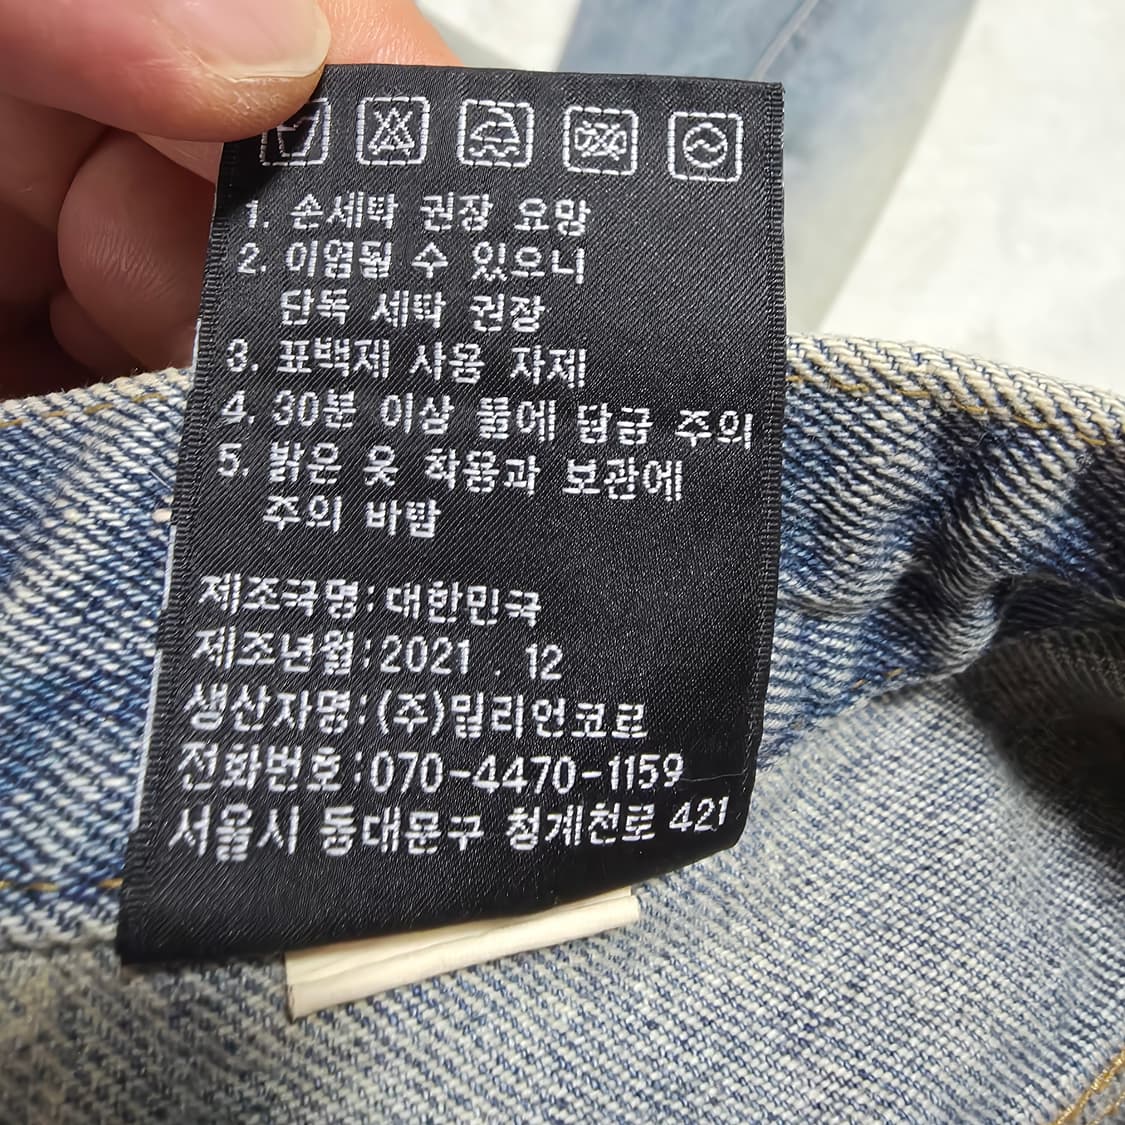 1. 손세탁 권장 요망
2. 이염될 수 있으니
단독 세탁 권장
3. 표백제 사용 자제
4. 30분 이상 물에 담금 주의
5. 밝은 옷 착용과 보관에
주의 바람
제조국명:대한민국
제조년월:2021 . 12
생산자명:(주)밀리언코로
전화번호:070-4470-1159
서울시 동대문구 청계천로 421